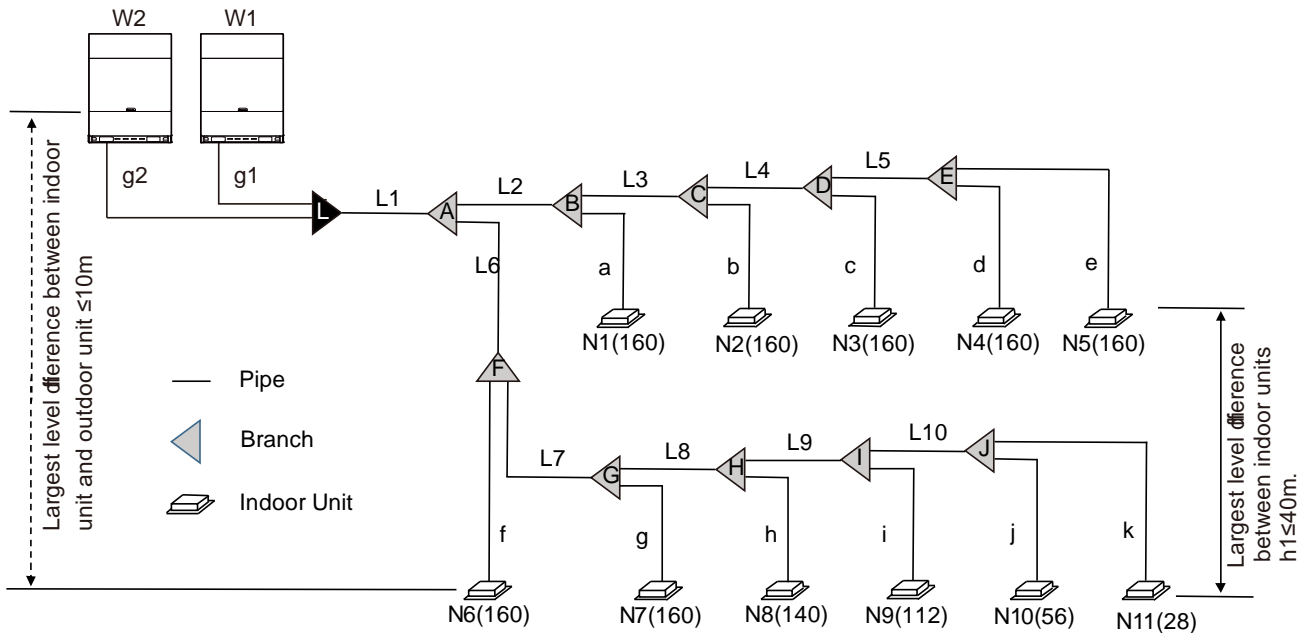 W2
W1
g2
g1
L
L1
A
L2
B
L3
C
L4
D
L5
E
L6
a
b
c
d
e
N1(160)
N2(160)
N3(160)
N4(160)
N5(160)
F
Pipe
Branch
Indoor Unit
L7
G
L8
H
L9
I
L10
J
f
g
h
i
j
k
N6(160)
N7(160)
N8(140)
N9(112)
N10(56)
N11(28)
Largest level difference between indoor
unit and outdoor unit ≤10m
Largest level difference
between indoor units
h1≤40m.